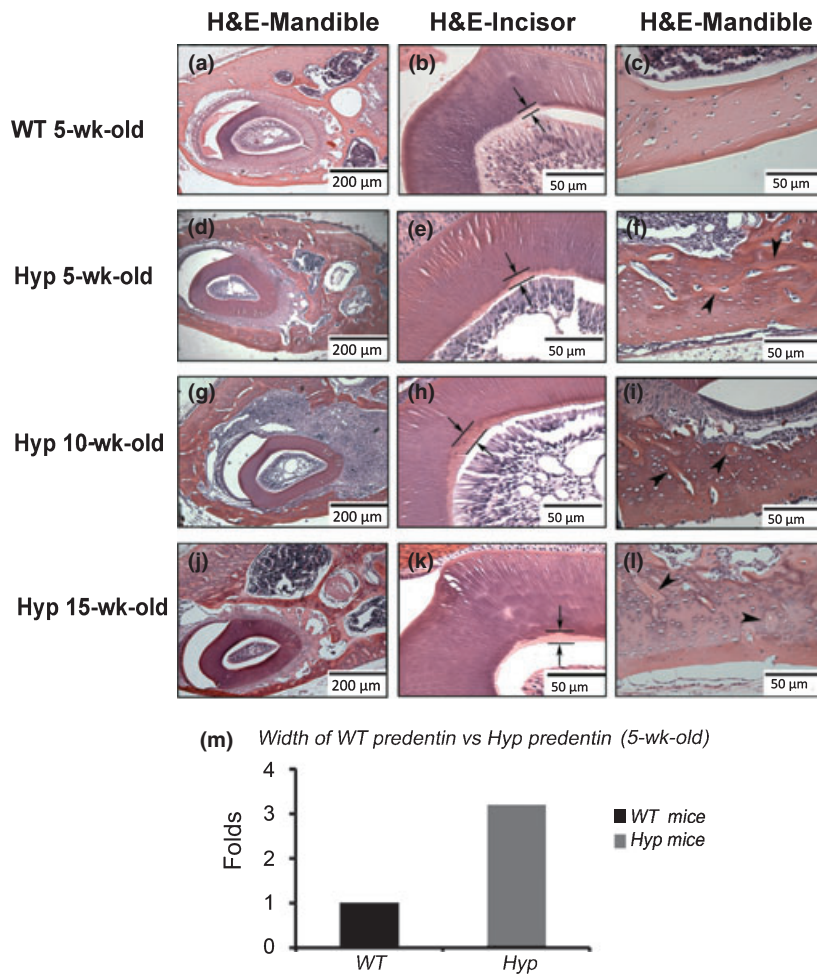 H&E-Mandible H&E-Incisor H&E-Mandible
WT 5-wk-old
(a) 200 µm
(b) 50 µm
(c) 50 µm
Hyp 5-wk-old
(d) 200 µm
(e) 50 µm
(f) 50 µm
Hyp 10-wk-old
(g) 200 µm
(h) 50 µm
(i) 50 µm
Hyp 15-wk-old
(j) 200 µm
(k) 50 µm
(l) 50 µm
(m) Width of WT predentin vs Hyp predentin (5-wk-old)
Folds
4
3
2
1
0
WT Hyp
WT mice
Hyp mice